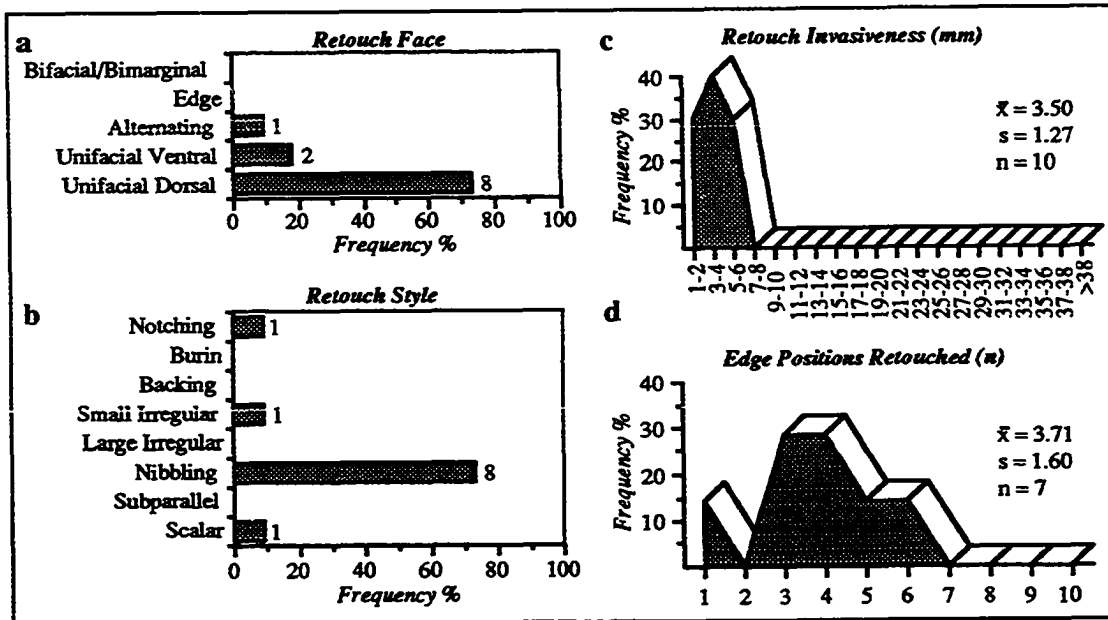 a
Retouch Face
Bifacial/Bimarginal
Edge
Alternating
1
Unifacial Ventral
2
Unifacial Dorsal
8
0 20 40 60 80 100
Frequency %
b
Retouch Style
Notching
1
Burin
Backing
Small Irregular
1
Large Irregular
Nibbling
8
Subparallel
Scalar
1
0 20 40 60 80 100
Frequency %
c
Retouch Invasiveness (mm)
Frequency %
40
30
20
10
x̄ = 3.50
s = 1.27
n = 10
1-2
3-4
5-6
7-8
9-10
11-12
13-14
15-16
17-18
19-20
21-22
23-24
25-26
27-28
29-30
31-32
33-34
35-36
37-38
>38
d
Edge Positions Retouched (n)
Frequency %
40
30
20
10
x̄ = 3.71
s = 1.60
n = 7
1 2 3 4 5 6 7 8 9 10